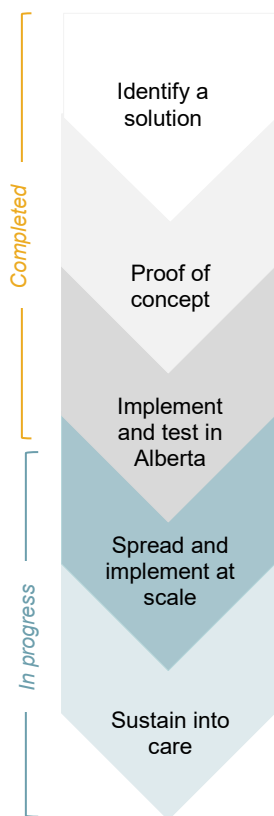 Identify a
solution
Proof of
concept
Implement
and test in
Alberta
Spread and
implement at
scale
Sustain into
care
Completed
In progress